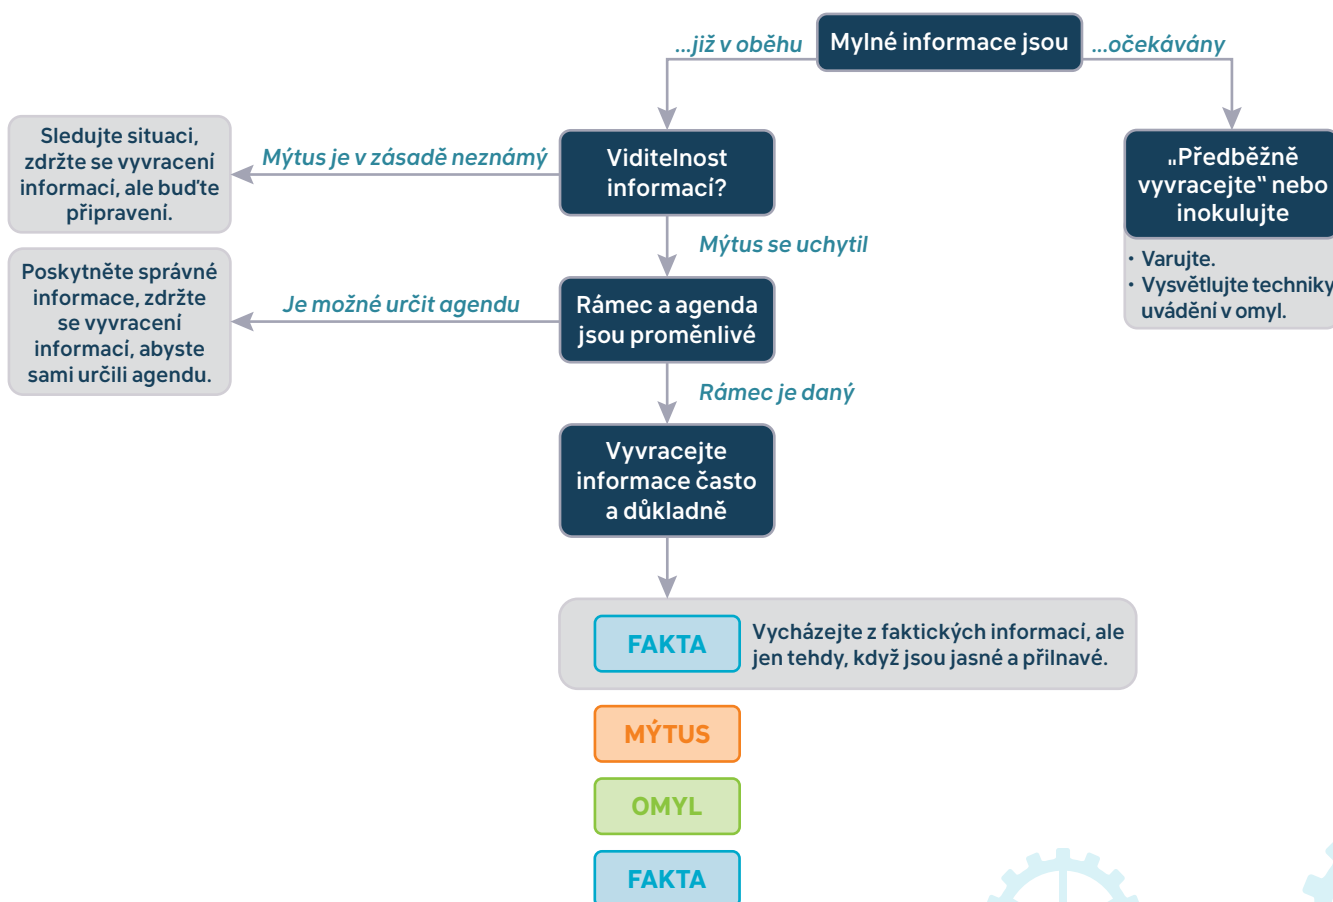 Mylné informace jsou
...již v oběhu
...očekávány
Sledujte situaci,
zdržte se vyvracení
informací, ale buďte
připravení.
Mýtus je v zásadě neznámý
Viditelnost
informací?
„Předběžně
vyvracejte“ nebo
inokulujte
• Varujte.
• Vysvětlujte techniky
uvádění v omyl.
Mýtus se uchytil
Poskytněte správné
informace, zdržte
se vyvracení
informací, abyste
sami určili agendu.
Je možné určit agendu
Rámec a agenda
jsou proměnlivé
Rámec je daný
Vyvracejte
informace často
a důkladně
FAKTA
Vycházejte z faktických informací, ale
jen tehdy, když jsou jasné a přilnavé.
MÝTUS
OMYL
FAKTA